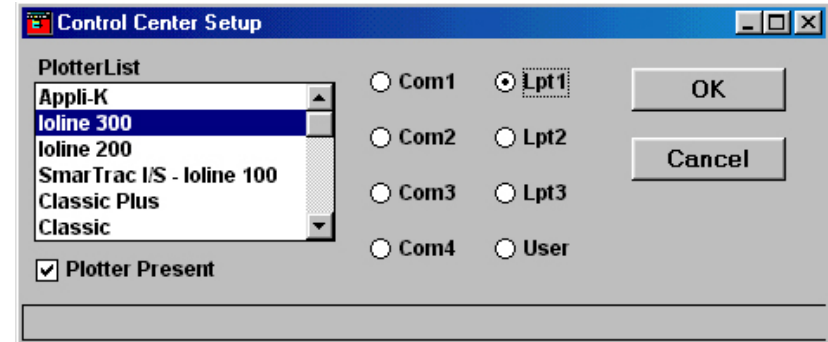 Control Center Setup
PlotterList
Appli-K
Ioline 300
Ioline 200
SmarTrac I/S - Ioline 100
Classic Plus
Classic
Plotter Present
Com1
Lpt1
Com2
Lpt2
Com3
Lpt3
Com4
User
OK
Cancel